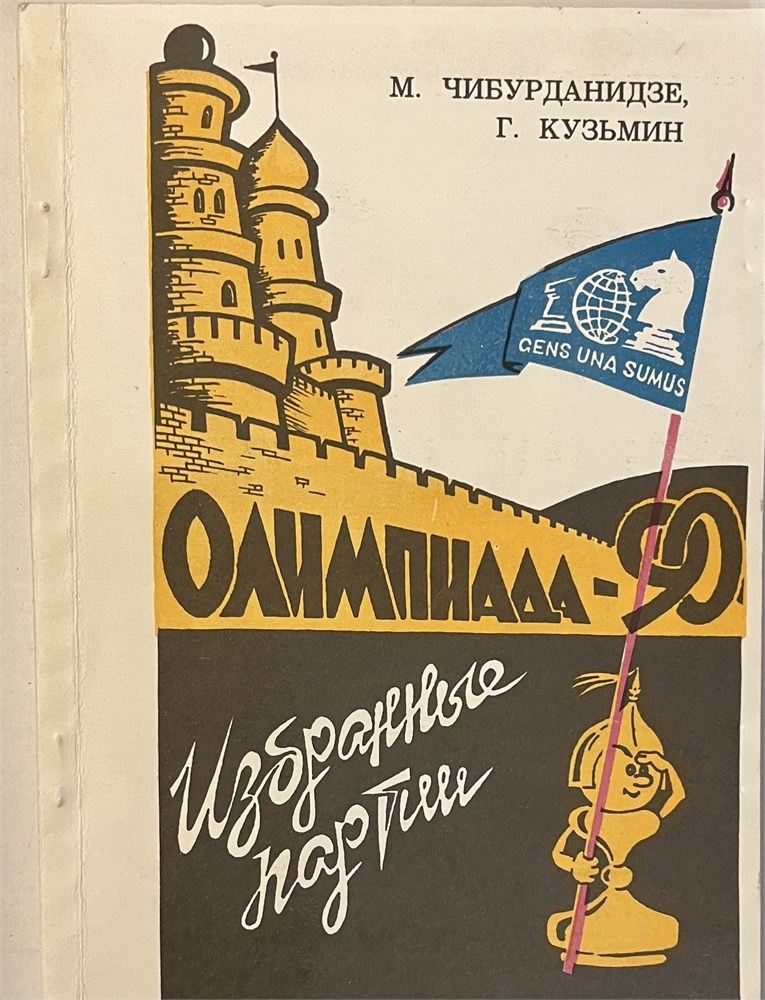 М. ЧИБУРДАНИДЗЕ,
Г. КУЗЬМИН
GENS UNA SUMUS
ОЛИМПИАДА-90
Избранные
партии